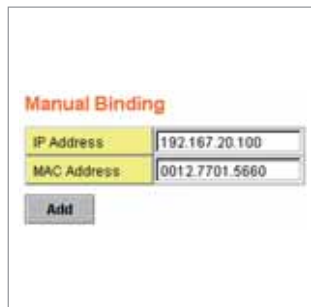 Manual Binding
IP Address 192.167.20.100
MAC Address 0012.7701.5660
Add